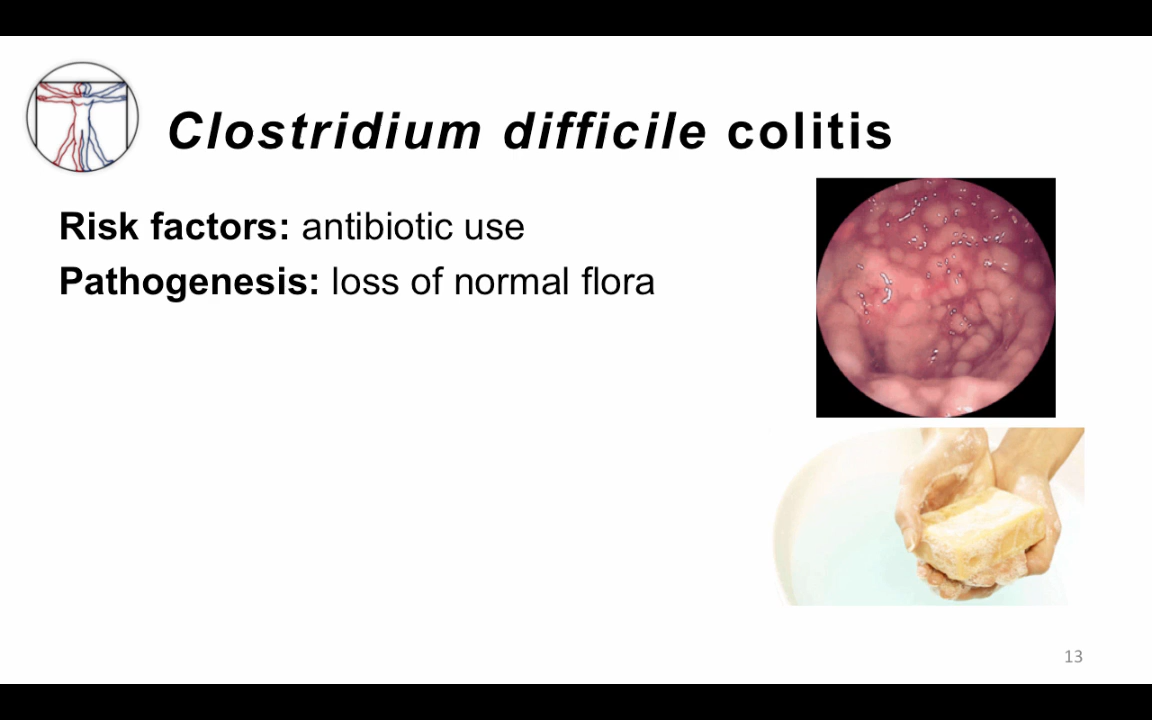 Clostridium difficile colitis
Risk factors: antibiotic use
Pathogenesis: loss of normal flora
13